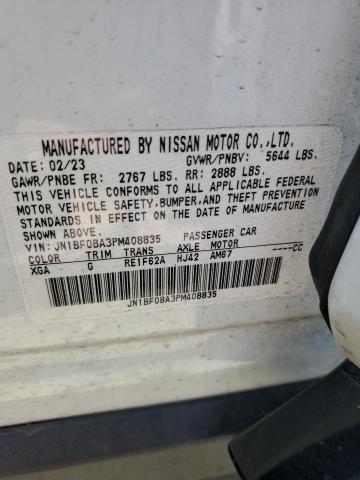 MANUFACTURED BY NISSAN MOTOR CO.,LTD.
DATE: 02/23 GVWR/PNBV: 5644 LBS.
GAWR/PNBE FR: 2767 LBS. RR: 2888 LBS.
THIS VEHICLE CONFORMS TO ALL APPLICABLE FEDERAL
MOTOR VEHICLE SAFETY,BUMPER,AND THEFT PREVENTION
STANDARDS IN EFFECT ON THE DATE OF MANUFACTURE
SHOWN ABOVE.
VIN: JN1BF0BA3PM408835 PASSENGER CAR
COLOR TRIM TRANS AXLE MOTOR ----CC
XGA G RE1F62A HJ42 AM67
JN1BF0BA3PM408835